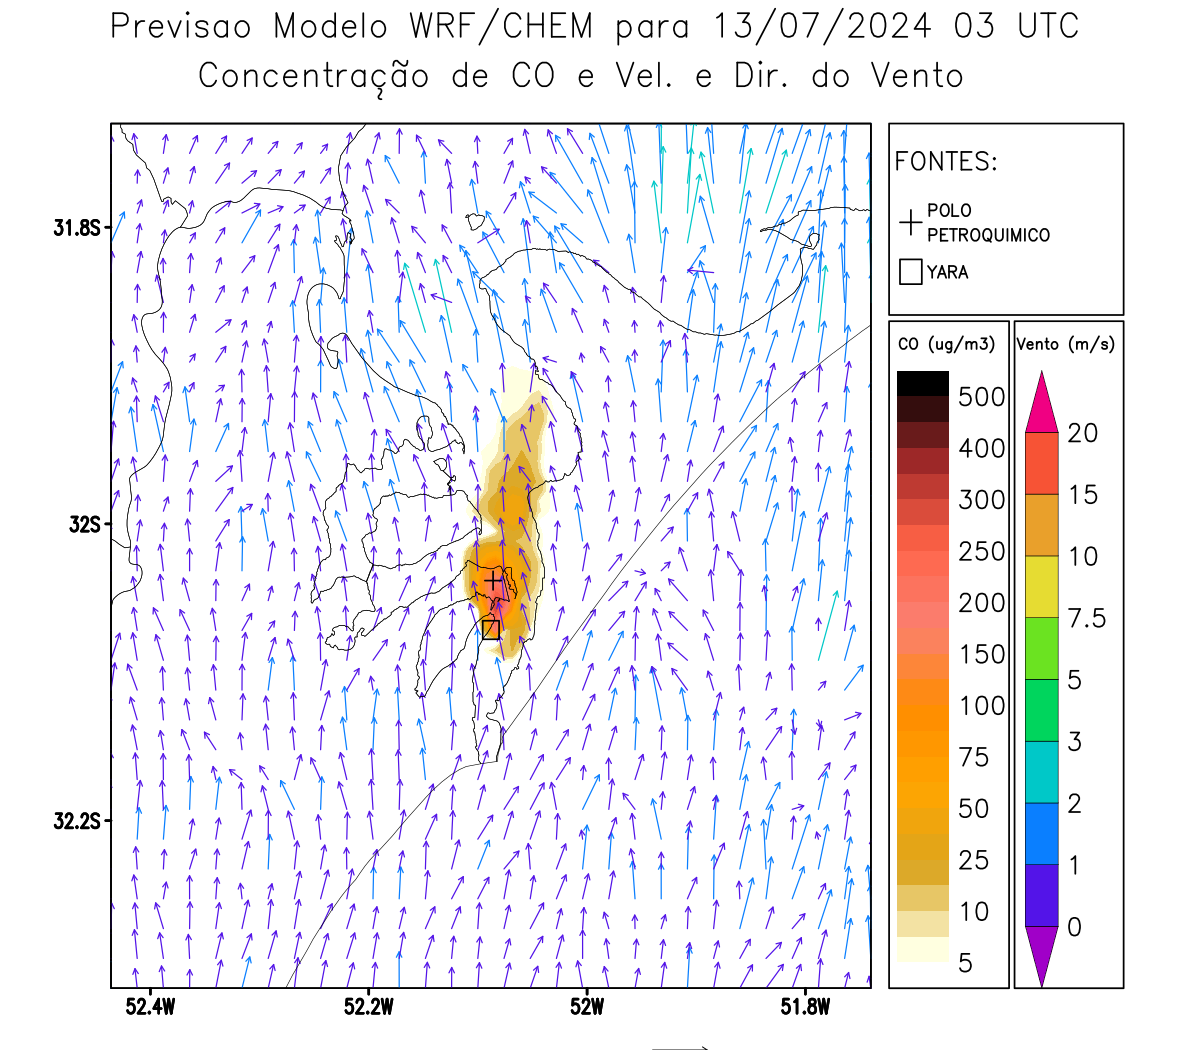 Previsao Modelo WRF/CHEM para 13/07/2024 03 UTC
Concentração de CO e Vel. e Dir. do Vento
FONTES:
POLO
PETROQUIMICO
YARA
CO (ug/m3)
500
400
300
250
200
150
100
75
50
25
10
5
Vento (m/s)
20
15
10
7.5
5
3
2
1
0
31.8S
32S
32.2S
52.4W
52.2W
52W
51.8W